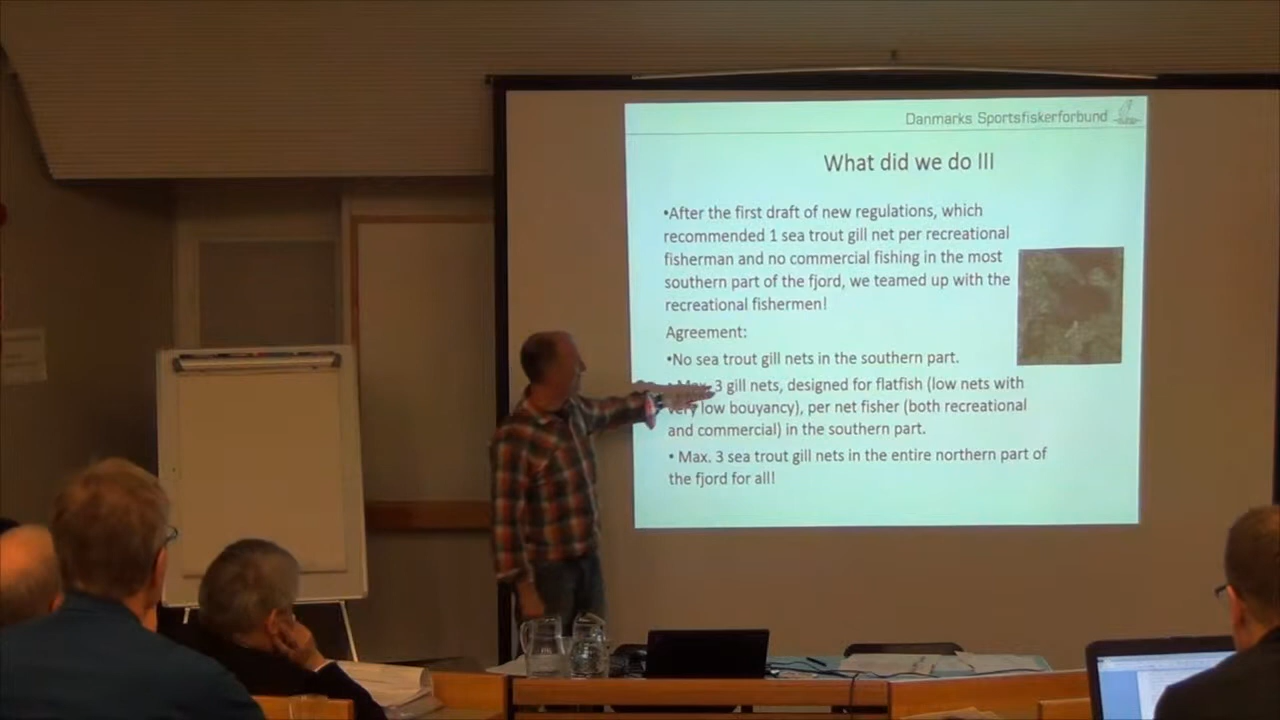 Danmarks Sportsfiskerforbund
What did we do III
•After the first draft of new regulations, which
recommended 1 sea trout gill net per recreational
fisherman and no commercial fishing in the most
southern part of the fjord, we teamed up with the
recreational fishermen!
Agreement:
•No sea trout gill nets in the southern part.
• Max. 3 gill nets, designed for flatfish (low nets with
very low bouyancy), per net fisher (both recreational
and commercial) in the southern part.
• Max. 3 sea trout gill nets in the entire northern part of
the fjord for all!